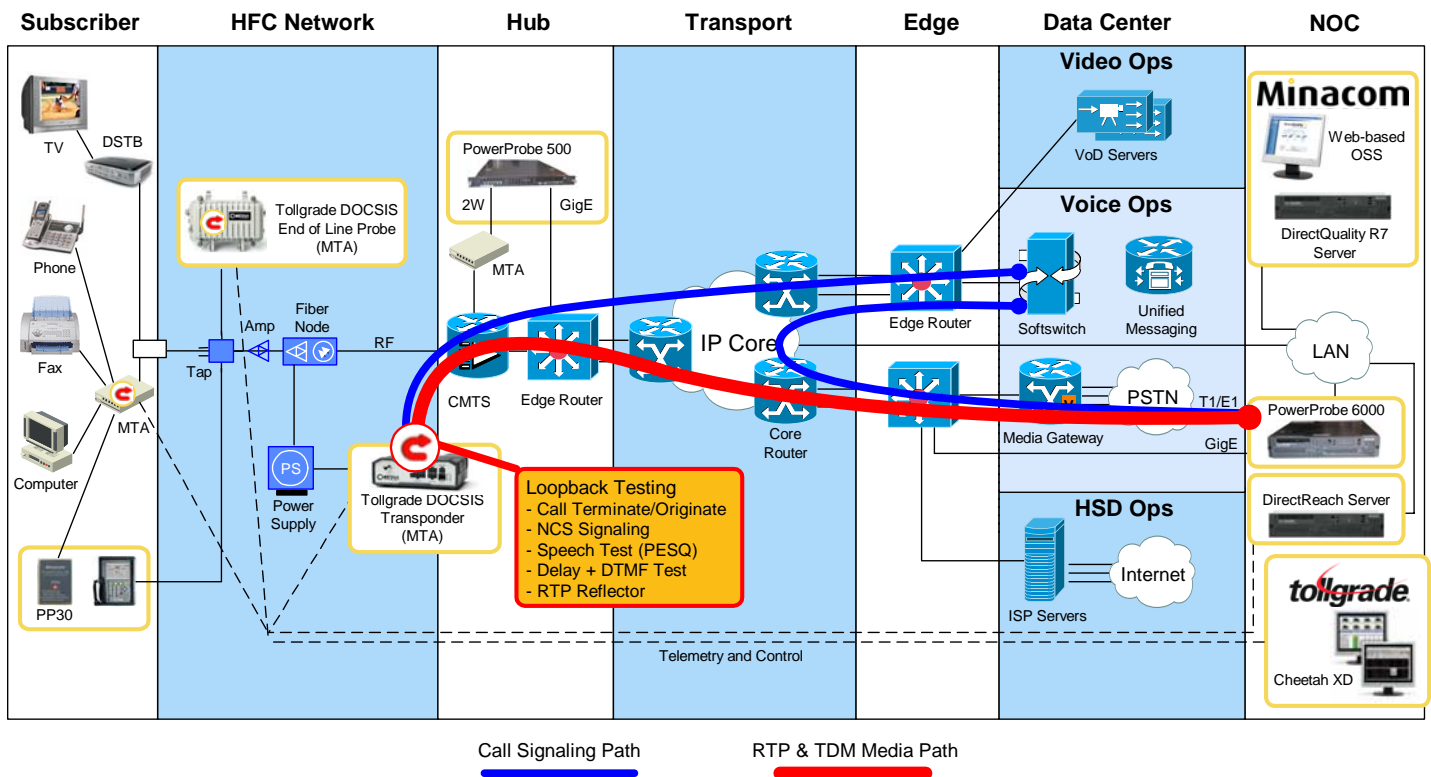 Subscriber
HFC Network
Hub
Transport
Edge
Data Center
NOC
TV
DSTB
Phone
Fax
MTA
Computer
PP30
Tollgrade DOCSIS
End of Line Probe
(MTA)
Tap
Amp
Fiber
Node
RF
PS
Power
Supply
Tollgrade DOCSIS
Transponder
(MTA)
PowerProbe 500
2W
GigE
MTA
CMTS
Edge Router
Loopback Testing
- Call Terminate/Originate
- NCS Signaling
- Speech Test (PESQ)
- Delay + DTMF Test
- RTP Reflector
IP Core
Core
Router
Edge Router
Video Ops
VoD Servers
Voice Ops
Softswitch
Unified
Messaging
Media Gateway
M
PSTN
T1/E1
GigE
HSD Ops
ISP Servers
Internet
Minacom
Web-based
OSS
DirectQuality R7
Server
LAN
PowerProbe 6000
DirectReach Server
tollgrade
Cheetah XD
Telemetry and Control
Call Signaling Path
RTP & TDM Media Path